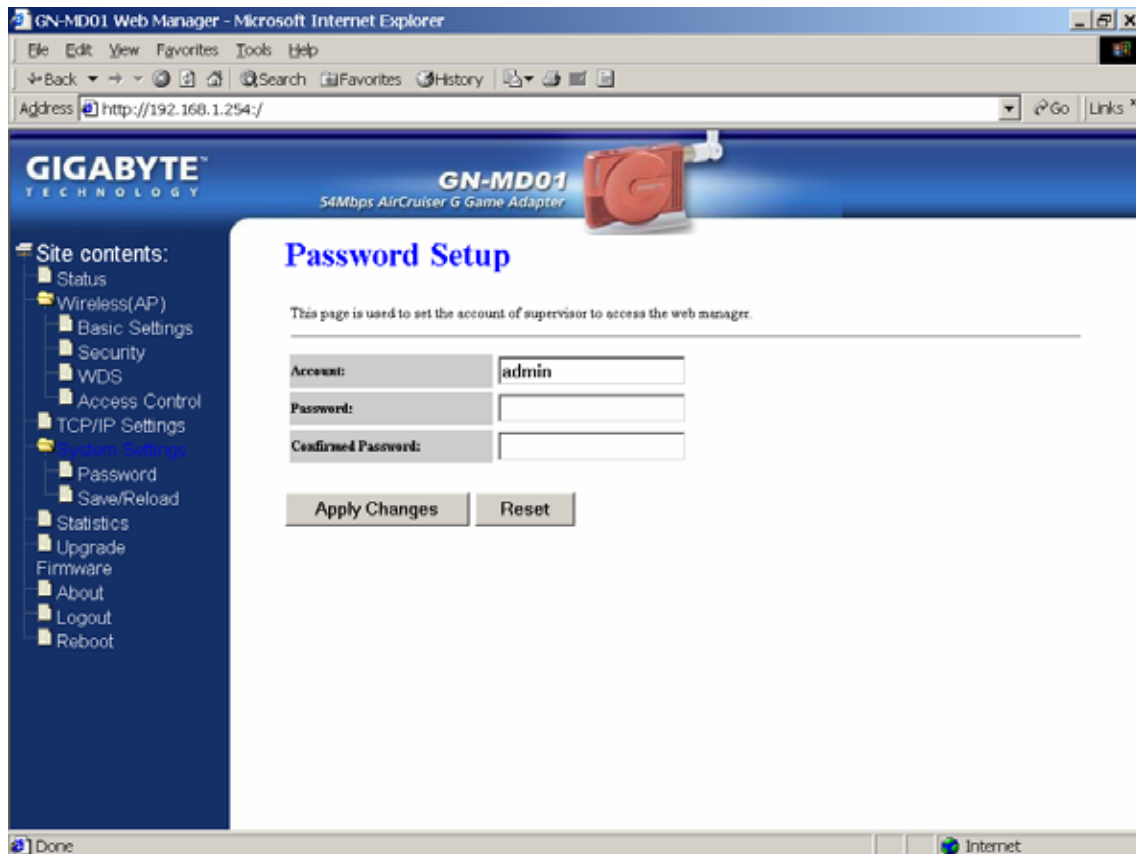 GN-MD01 Web Manager - Microsoft Internet Explorer
File Edit View Favorites Tools Help
Back Search Favorites History
Address http://192.168.1.254:/ Go Links
GIGABYTE™
TECHNOLOGY
GN-MD01
54Mbps AirCruiser G Game Adapter
Site contents:
Status
Wireless(AP)
Basic Settings
Security
WDS
Access Control
TCP/IP Settings
System Settings
Password
Save/Reload
Statistics
Upgrade
Firmware
About
Logout
Reboot
Password Setup
This page is used to set the account of supervisor to access the web manager.
Account: admin
Password:
Confirmed Password:
Apply Changes Reset
Done Internet